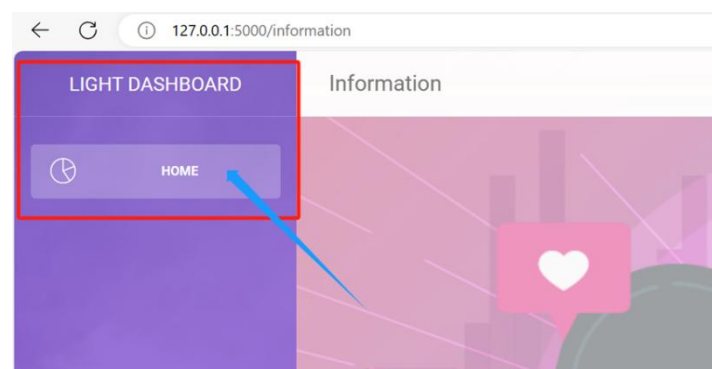 127.0.0.1:5000/information
LIGHT DASHBOARD
Information
HOME